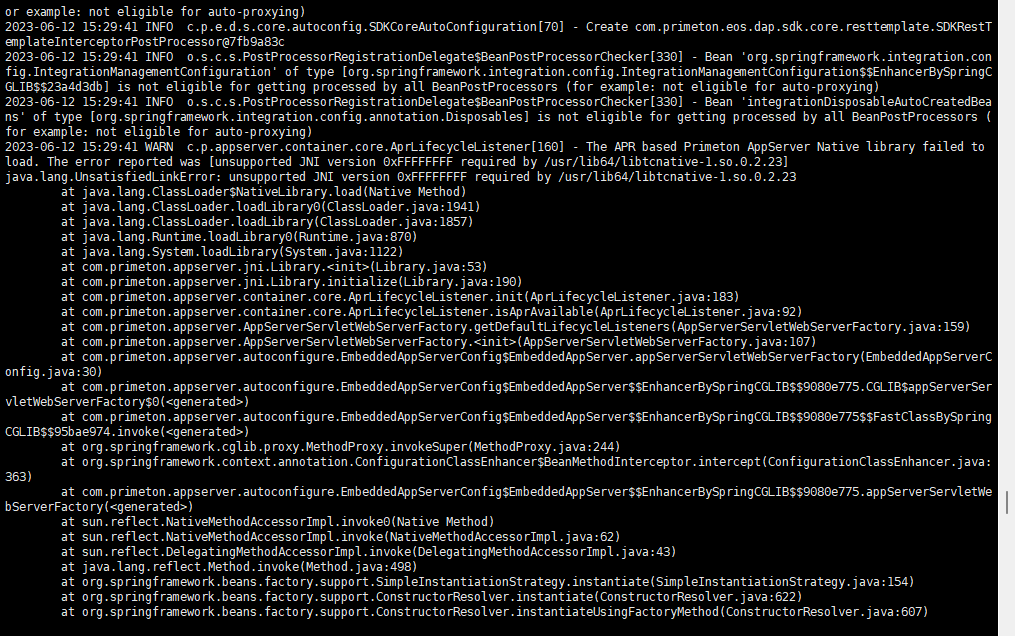 or example: not eligible for auto-proxying)
2023-06-12 15:29:41 INFO  c.p.e.d.s.core.autoconfig.SDKCoreAutoConfiguration[70] - Create com.primeton.eos.dap.sdk.core.resttemplate.SDKRestT
emplateInterceptorPostProcessor@7fb9a83c
2023-06-12 15:29:41 INFO  o.s.c.s.PostProcessorRegistrationDelegate$BeanPostProcessorChecker[330] - Bean 'org.springframework.integration.con
fig.IntegrationManagementConfiguration' of type [org.springframework.integration.config.IntegrationManagementConfiguration$$EnhancerBySpringC
GLIB$$23a4d3db] is not eligible for getting processed by all BeanPostProcessors (for example: not eligible for auto-proxying)
2023-06-12 15:29:41 INFO  o.s.c.s.PostProcessorRegistrationDelegate$BeanPostProcessorChecker[330] - Bean 'integrationDisposableAutoCreatedBea
ns' of type [org.springframework.integration.config.annotation.Disposables] is not eligible for getting processed by all BeanPostProcessors (
for example: not eligible for auto-proxying)
2023-06-12 15:29:41 WARN  c.p.appserver.container.core.AprLifecycleListener[160] - The APR based Primeton AppServer Native library failed to
load. The error reported was [unsupported JNI version 0xFFFFFFFF required by /usr/lib64/libtcnative-1.so.0.2.23]
java.lang.UnsatisfiedLinkError: unsupported JNI version 0xFFFFFFFF required by /usr/lib64/libtcnative-1.so.0.2.23
        at java.lang.ClassLoader$NativeLibrary.load(Native Method)
        at java.lang.ClassLoader.loadLibrary0(ClassLoader.java:1941)
        at java.lang.ClassLoader.loadLibrary(ClassLoader.java:1857)
        at java.lang.Runtime.loadLibrary0(Runtime.java:870)
        at java.lang.System.loadLibrary(System.java:1122)
        at com.primeton.appserver.jni.Library.<init>(Library.java:53)
        at com.primeton.appserver.jni.Library.initialize(Library.java:190)
        at com.primeton.appserver.container.core.AprLifecycleListener.init(AprLifecycleListener.java:183)
        at com.primeton.appserver.container.core.AprLifecycleListener.isAprAvailable(AprLifecycleListener.java:92)
        at com.primeton.appserver.AppServerServletWebServerFactory.getDefaultLifecycleListeners(AppServerServletWebServerFactory.java:159)
        at com.primeton.appserver.AppServerServletWebServerFactory.<init>(AppServerServletWebServerFactory.java:107)
        at com.primeton.appserver.autoconfigure.EmbeddedAppServerConfig$EmbeddedAppServer.appServerServletWebServerFactory(EmbeddedAppServerC
onfig.java:30)
        at com.primeton.appserver.autoconfigure.EmbeddedAppServerConfig$EmbeddedAppServer$$EnhancerBySpringCGLIB$$9080e775.CGLIB$appServerSer
vletWebServerFactory$0(<generated>)
        at com.primeton.appserver.autoconfigure.EmbeddedAppServerConfig$EmbeddedAppServer$$EnhancerBySpringCGLIB$$9080e775$$FastClassBySpring
CGLIB$$95bae974.invoke(<generated>)
        at org.springframework.cglib.proxy.MethodProxy.invokeSuper(MethodProxy.java:244)
        at org.springframework.context.annotation.ConfigurationClassEnhancer$BeanMethodInterceptor.intercept(ConfigurationClassEnhancer.java:
363)
        at com.primeton.appserver.autoconfigure.EmbeddedAppServerConfig$EmbeddedAppServer$$EnhancerBySpringCGLIB$$9080e775.appServerServletWe
bServerFactory(<generated>)
        at sun.reflect.NativeMethodAccessorImpl.invoke0(Native Method)
        at sun.reflect.NativeMethodAccessorImpl.invoke(NativeMethodAccessorImpl.java:62)
        at sun.reflect.DelegatingMethodAccessorImpl.invoke(DelegatingMethodAccessorImpl.java:43)
        at java.lang.reflect.Method.invoke(Method.java:498)
        at org.springframework.beans.factory.support.SimpleInstantiationStrategy.instantiate(SimpleInstantiationStrategy.java:154)
        at org.springframework.beans.factory.support.ConstructorResolver.instantiate(ConstructorResolver.java:622)
        at org.springframework.beans.factory.support.ConstructorResolver.instantiateUsingFactoryMethod(ConstructorResolver.java:607)